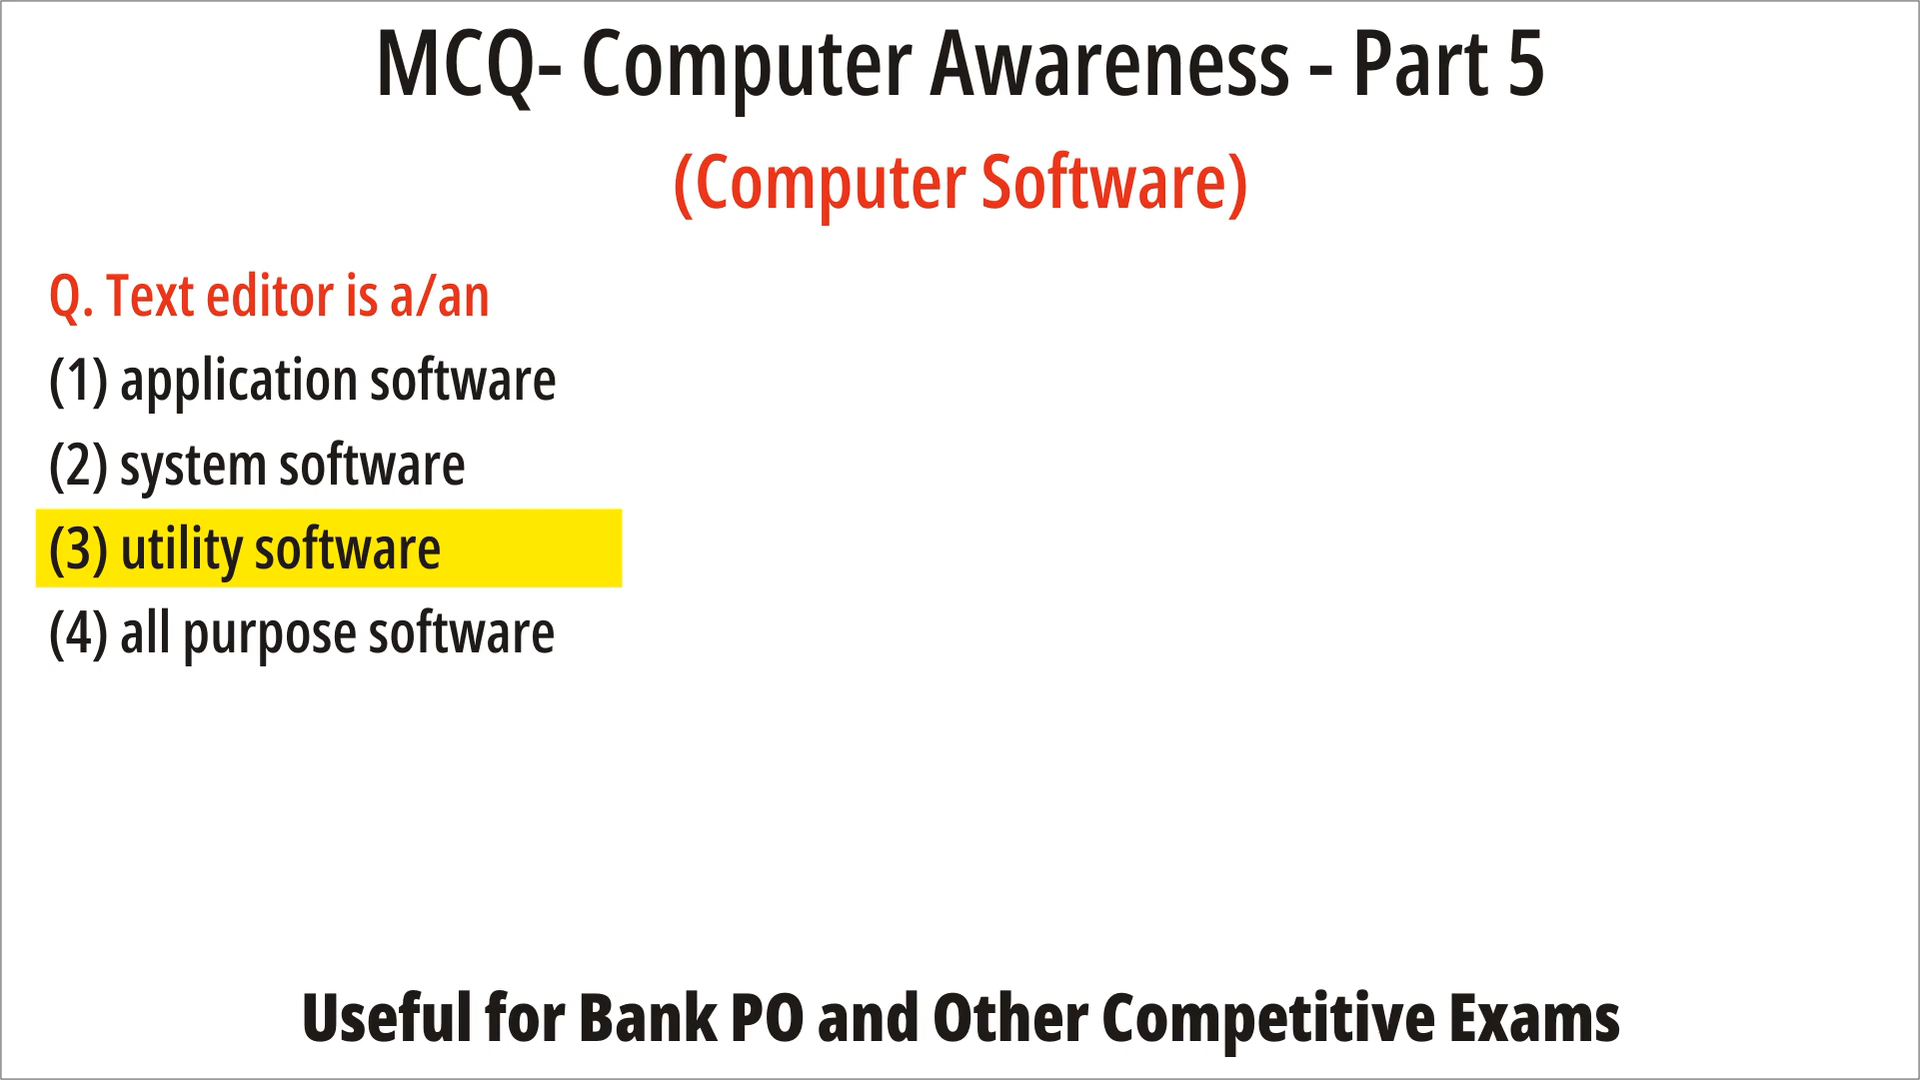 MCQ- Computer Awareness - Part 5
(Computer Software)
Q. Text editor is a/an
(1) application software
(2) system software
(3) utility software
(4) all purpose software
Useful for Bank PO and Other Competitive Exams